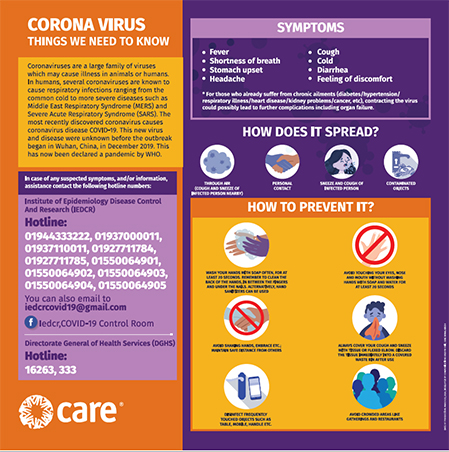 CORONA VIRUS
THINGS WE NEED TO KNOW
Coronaviruses are a large family of viruses
which may cause illness in animals or humans.
In humans, several coronaviruses are known to
cause respiratory infections ranging from the
common cold to more severe diseases such as
Middle East Respiratory Syndrome (MERS) and
Severe Acute Respiratory Syndrome (SARS). The
most recently discovered coronavirus causes
coronavirus disease COVID-19. This new virus
and disease were unknown before the outbreak
began in Wuhan, China, in December 2019. This
has now been declared a pandemic by WHO.
In case of any suspected symptoms, and/or information,
assistance contact the following hotline numbers:
Institute of Epidemiology Disease Control
And Research (IEDCR)
Hotline:
01944333222, 01937000011,
01937110011, 01927711784,
01927711785, 01550064901,
01550064902, 01550064903,
01550064904, 01550064905
You can also email to
iedcrcovid19@gmail.com
Iedcr,COVID-19 Control Room
Directorate General of Health Services (DGHS)
Hotline:
16263, 333
care®
SYMPTOMS
• Fever
• Shortness of breath
• Stomach upset
• Headache
• Cough
• Cold
• Diarrhea
• Feeling of discomfort
* For those who already suffer from chronic ailments (diabetes/hypertension/
respiratory illness/heart disease/kidney problems/cancer, etc), contracting the virus
could possibly lead to further complications including organ failure.
HOW DOES IT SPREAD?
THROUGH AIR
(COUGH AND SNEEZE OF
INFECTED PERSON NEARBY)
PERSONAL
CONTACT
SNEEZE AND COUGH OF
INFECTED PERSON
CONTAMINATED
OBJECTS
HOW TO PREVENT IT?
WASH YOUR HANDS WITH SOAP OFTEN, FOR AT
LEAST 20 SECONDS. REMEMBER TO CLEAN THE
BACK OF THE HANDS, IN BETWEEN THE FINGERS
AND UNDER THE NAILS. ALTERNATIVELY, HAND
SANITIZERS CAN BE USED
AVOID TOUCHING YOUR EYES, NOSE
AND MOUTH WITHOUT WASHING
HANDS WITH SOAP AND WATER FOR
AT LEAST 20 SECONDS
AVOID SHAKING HANDS, EMBRACE ETC.;
MAINTAIN SAFE DISTANCE FROM OTHERS
ALWAYS COVER YOUR COUGH AND SNEEZE
WITH TISSUE OR FLEXED ELBOW. DISCARD
THE TISSUE IMMEDIATELY INTO A COVERED
WASTE BIN AFTER USE
DISINFECT FREQUENTLY
TOUCHED OBJECTS SUCH AS
TABLE, MOBILE, HANDLE ETC.
AVOID CROWDED AREAS LIKE
GATHERINGS AND RESTAURANTS